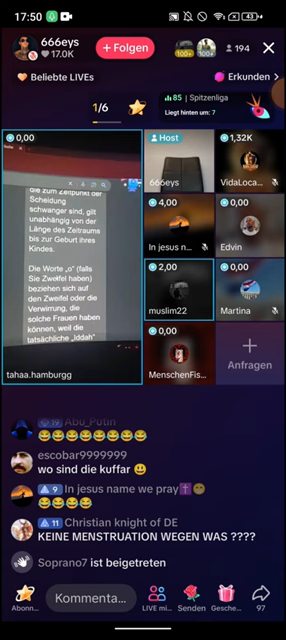 17:50
43
666eys
17.0K
+ Folgen
100+
100+
194
Beliebte LIVEs
Erkunden >
1/6
85 | Spitzenliga
Liegt hinten um: 7
0,00
die zum Zeitpunkt der
Scheidung
schwanger sind, gilt
unabhängig von der
Länge des Zeitraums
bis zur Geburt ihres
Kindes.
Die Worte „o" (falls
Sie Zweifel haben)
beziehen sich auf
den Zweifel oder die
Verwirrung, die
solche Frauen haben
können, weil die
tatsächliche „Iddah"
tahaa.hamburgg
Host
666eys
1,32K
VidaLoca...
4,00
In jesus n...
0,00
Edvin
2,00
muslim22
0,00
Martina
0,00
MenschenFis...
+
Anfragen
Abu_Putin
😂😂😂😂😂😂😂😂
escobar9999999
wo sind die kuffar 😃
9 In jesus name we pray✝️😁
😂😂😂😂
11 Christian knight of DE
KEINE MENSTRUATION WEGEN WAS ????
Soprano7 ist beigetreten
Abonn...
Kommenta...
LIVE mi...
Senden
Gesche...
97